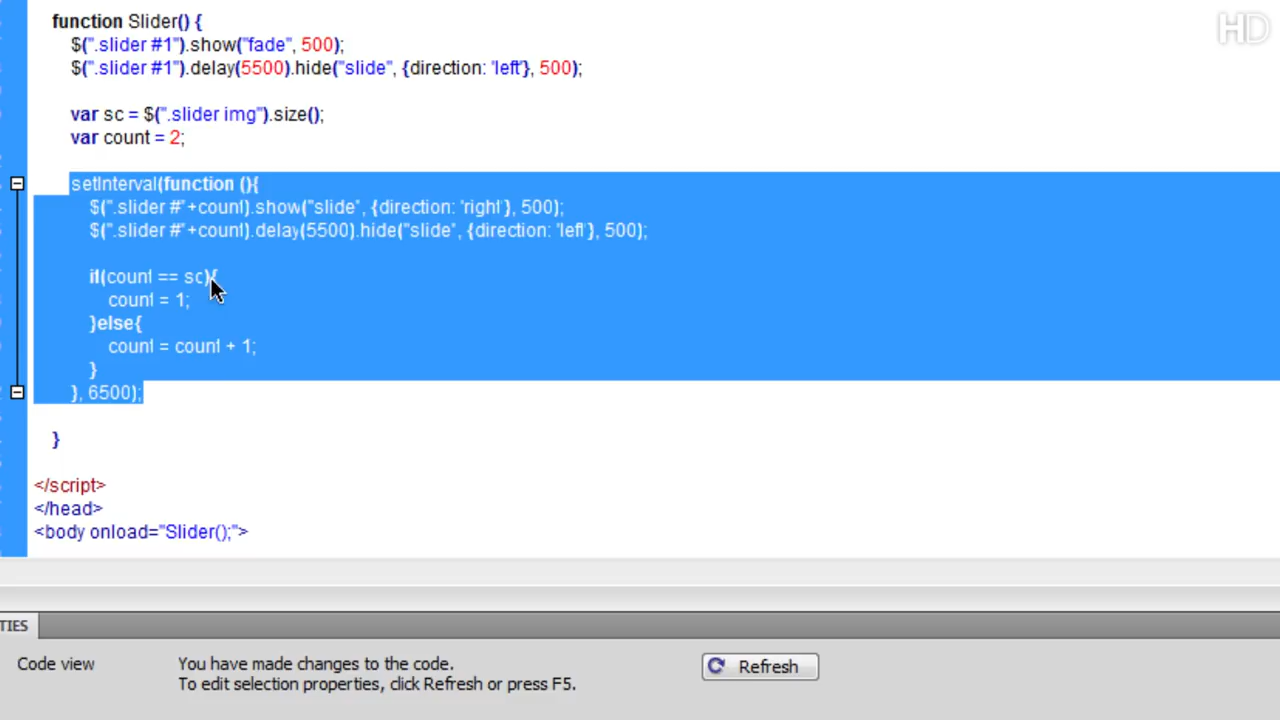 HD
function Slider() {
$(".slider #1").show("fade", 500);
$(".slider #1").delay(5500).hide("slide", {direction: 'left'}, 500);
var sc = $(".slider img").size();
var count = 2;
setInterval(function (){
$(".slider #"+count).show("slide", {direction: 'right'}, 500);
$(".slider #"+count).delay(5500).hide("slide", {direction: 'left'}, 500);
if(count == sc){
count = 1;
}else{
count = count + 1;
}
}, 6500);
}
</script>
</head>
<body onload="Slider();">
TIES
Code view
You have made changes to the code.
To edit selection properties, click Refresh or press F5.
Refresh